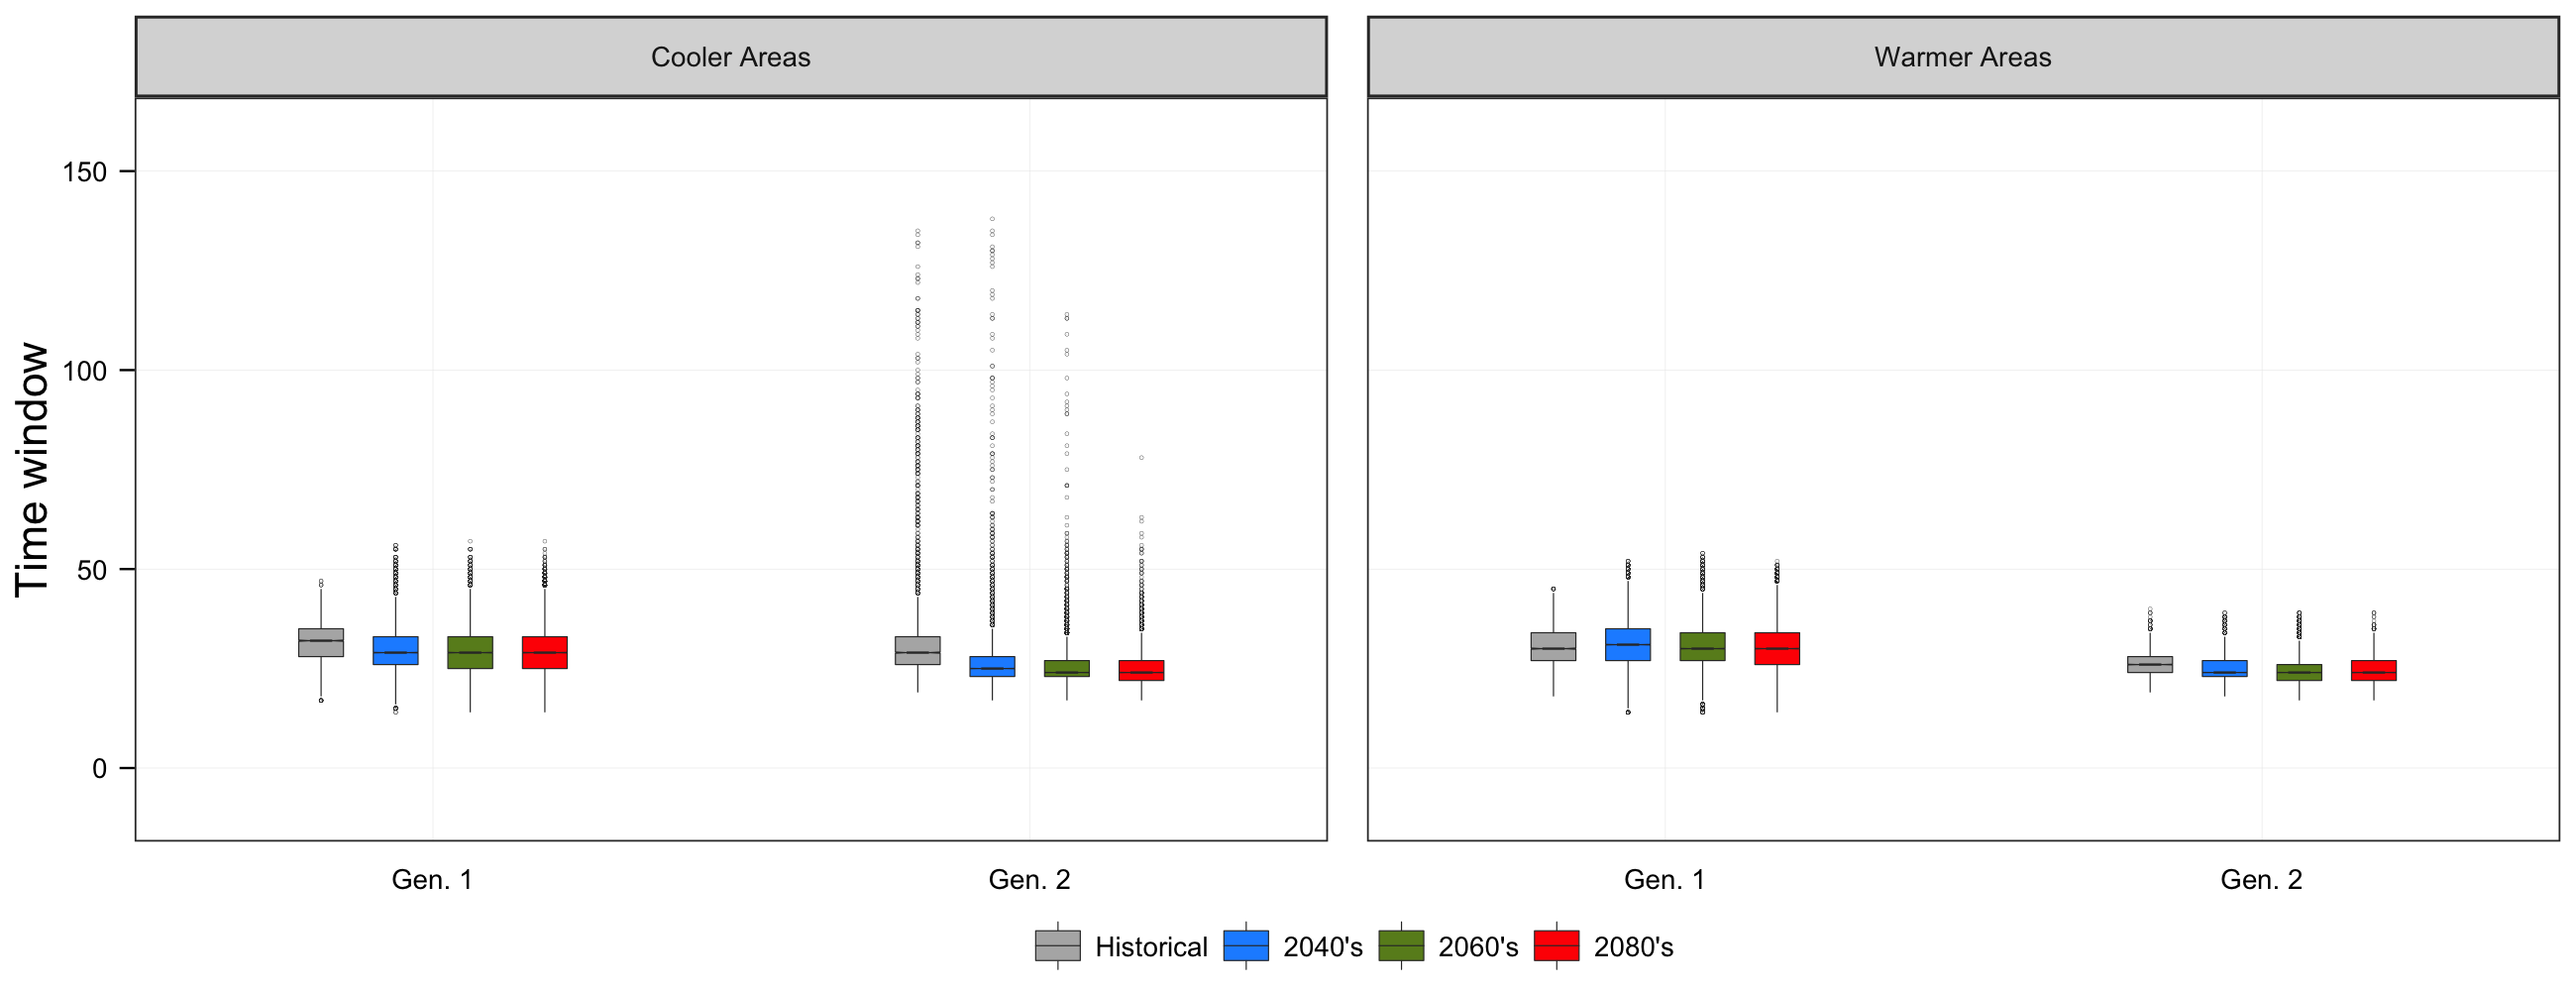 Cooler Areas
Warmer Areas
Time window
150
100
50
0
Gen. 1
Gen. 2
Gen. 1
Gen. 2
Historical
2040's
2060's
2080's